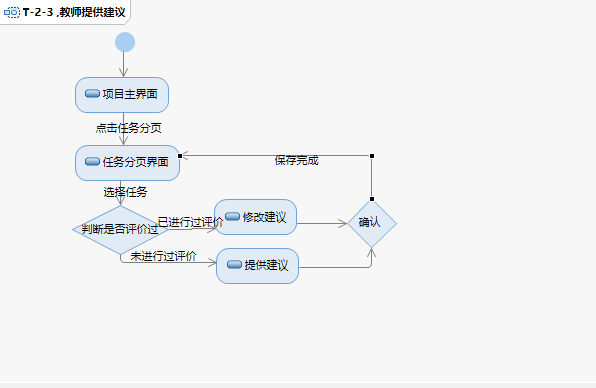 T-2-3 ,教师提供建议
项目主界面
点击任务分页
任务分页界面
保存完成
选择任务
判断是否评价过
已进行过评价
修改建议
确认
未进行过评价
提供建议